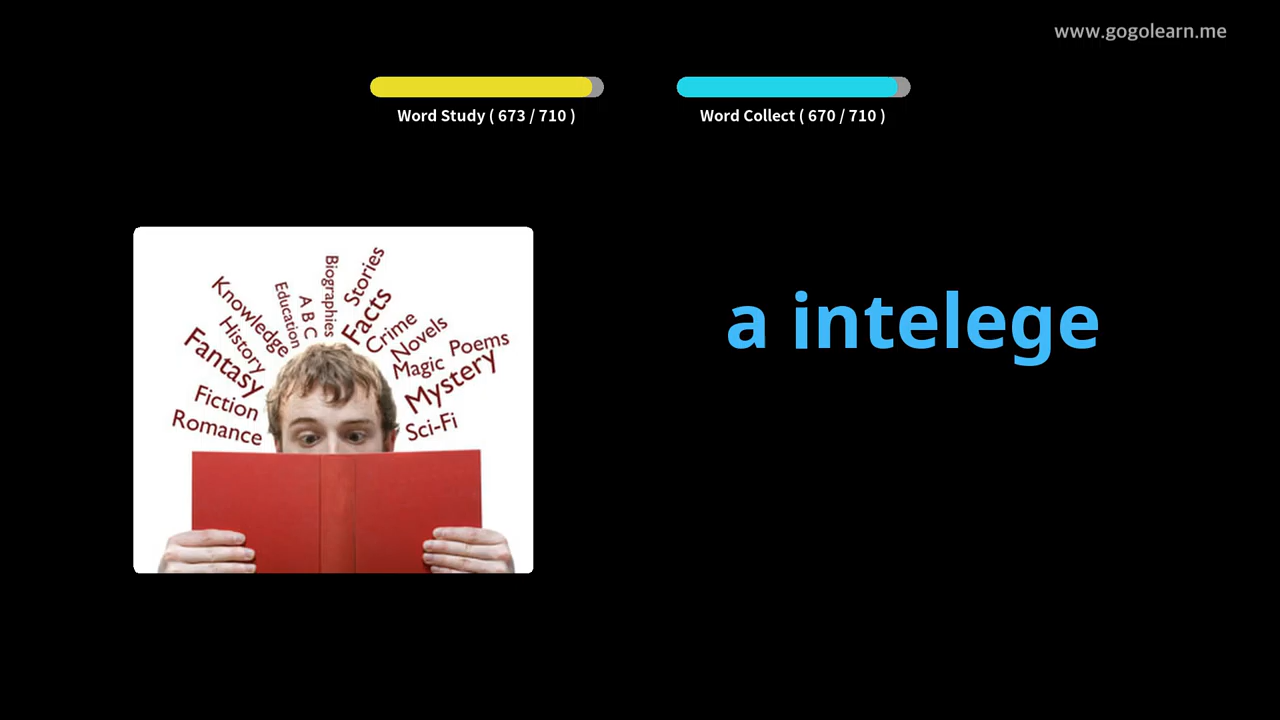 www.gogolearn.me
Word Study ( 673 / 710 )
Word Collect ( 670 / 710 )
a intelege
Romance
Fiction
Fantasy
History
Knowledge
Education
A B C
Biographies
Stories
Facts
Crime
Novels
Magic
Poems
Mystery
Sci-Fi